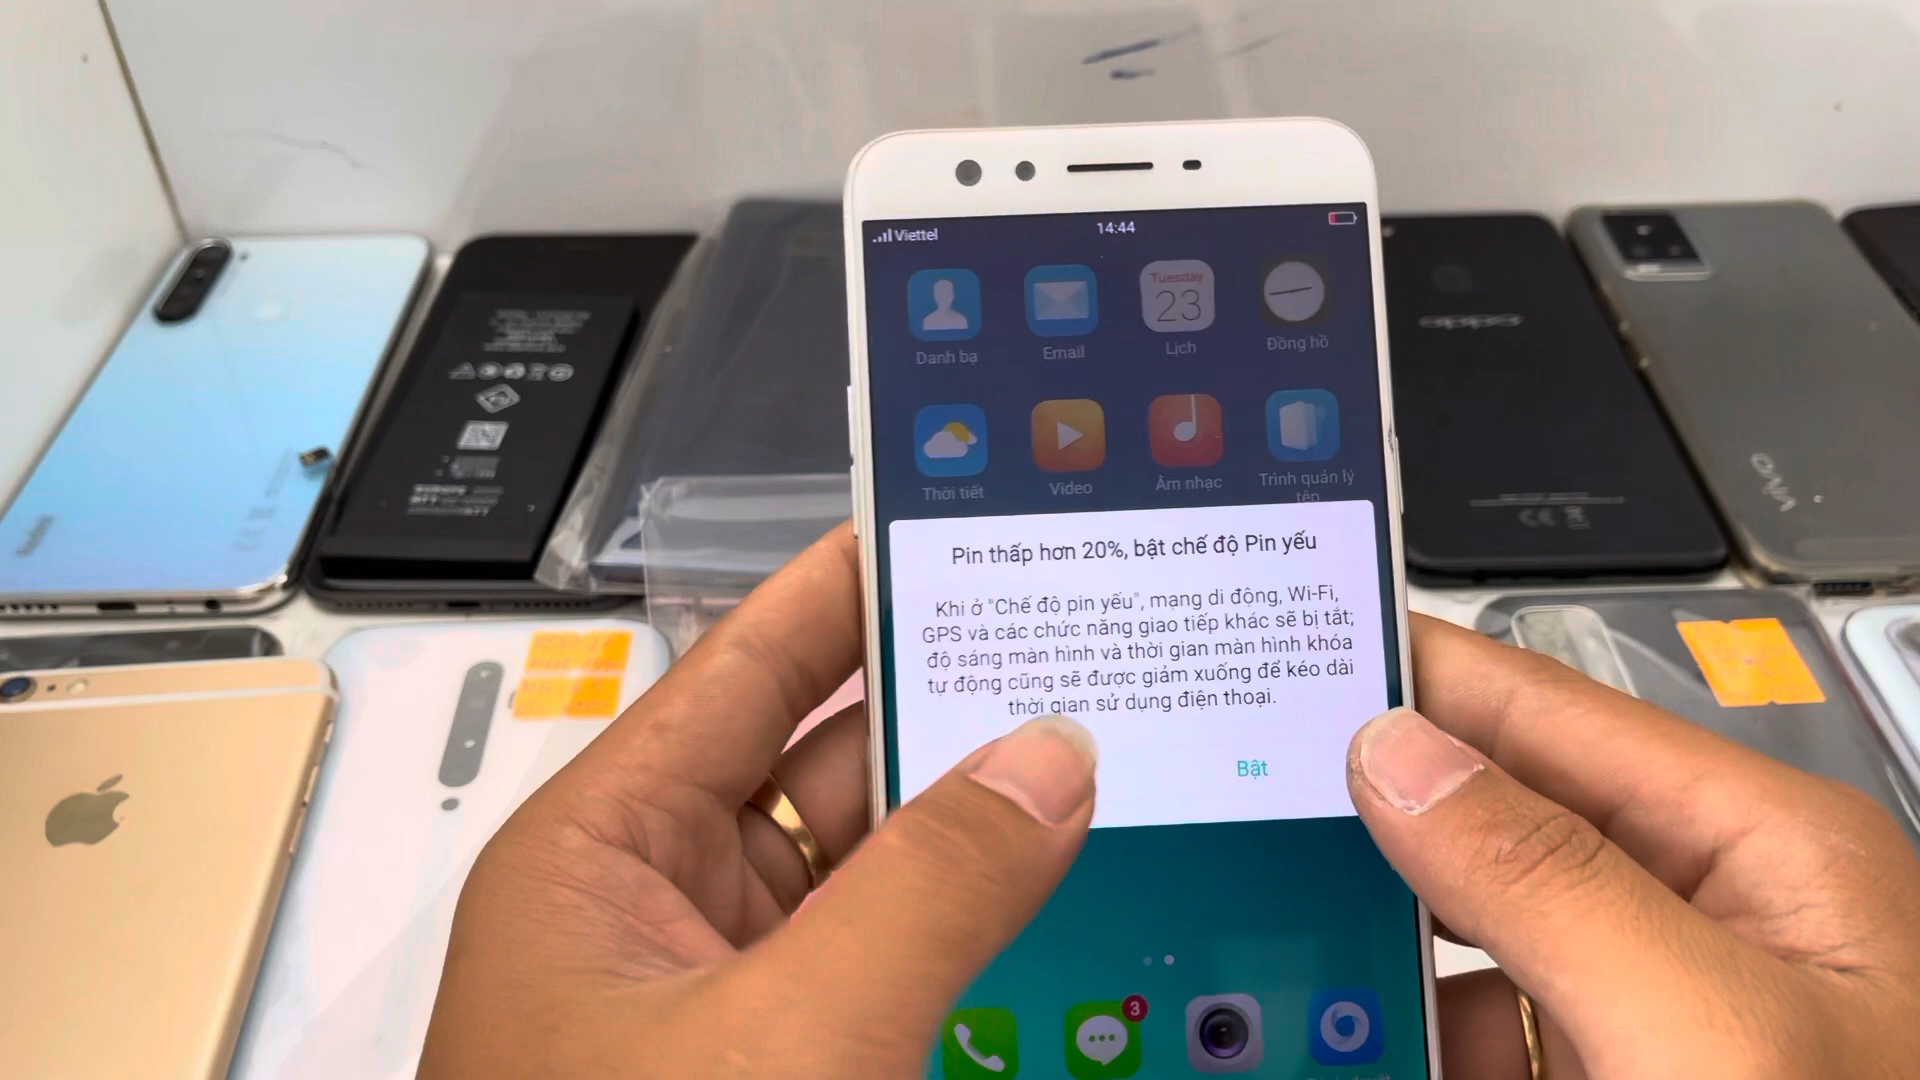 Viettel
14:44
Tuesday
23
Danh bạ
Email
Lịch
Đồng hồ
Thời tiết
Video
Âm nhạc
Trình quản lý
tên
Pin thấp hơn 20%, bật chế độ Pin yếu
Khi ở "Chế độ pin yếu", mạng di động, Wi-Fi,
GPS và các chức năng giao tiếp khác sẽ bị tắt;
độ sáng màn hình và thời gian màn hình khóa
tự động cũng sẽ được giảm xuống để kéo dài
thời gian sử dụng điện thoại.
Bật
3
oppo
vivo
Redmi